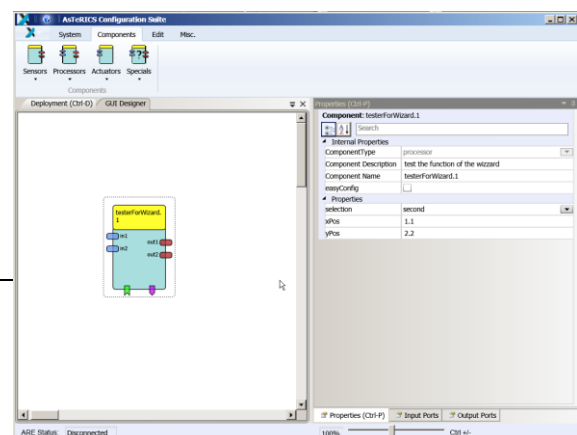 AsTeRICS Configuration Suite
System Components Edit Misc.
Sensors Processors Actuators Specials
Components
Deployment (Ctrl-D) GUI Designer
Properties (Ctrl-P)
Component: testerForWizard.1
Search
Internal Properties
ComponentType processor
Component Description test the function of the wizzard
Component Name testerForWizard.1
easyConfig
Properties
selection second
xPos 1.1
yPos 2.2
testerForWizard.
1
in1
out1
in2
out2
Properties (Ctrl-P) Input Ports Output Ports
ARE Status: Disconnected 100% Ctrl +/-